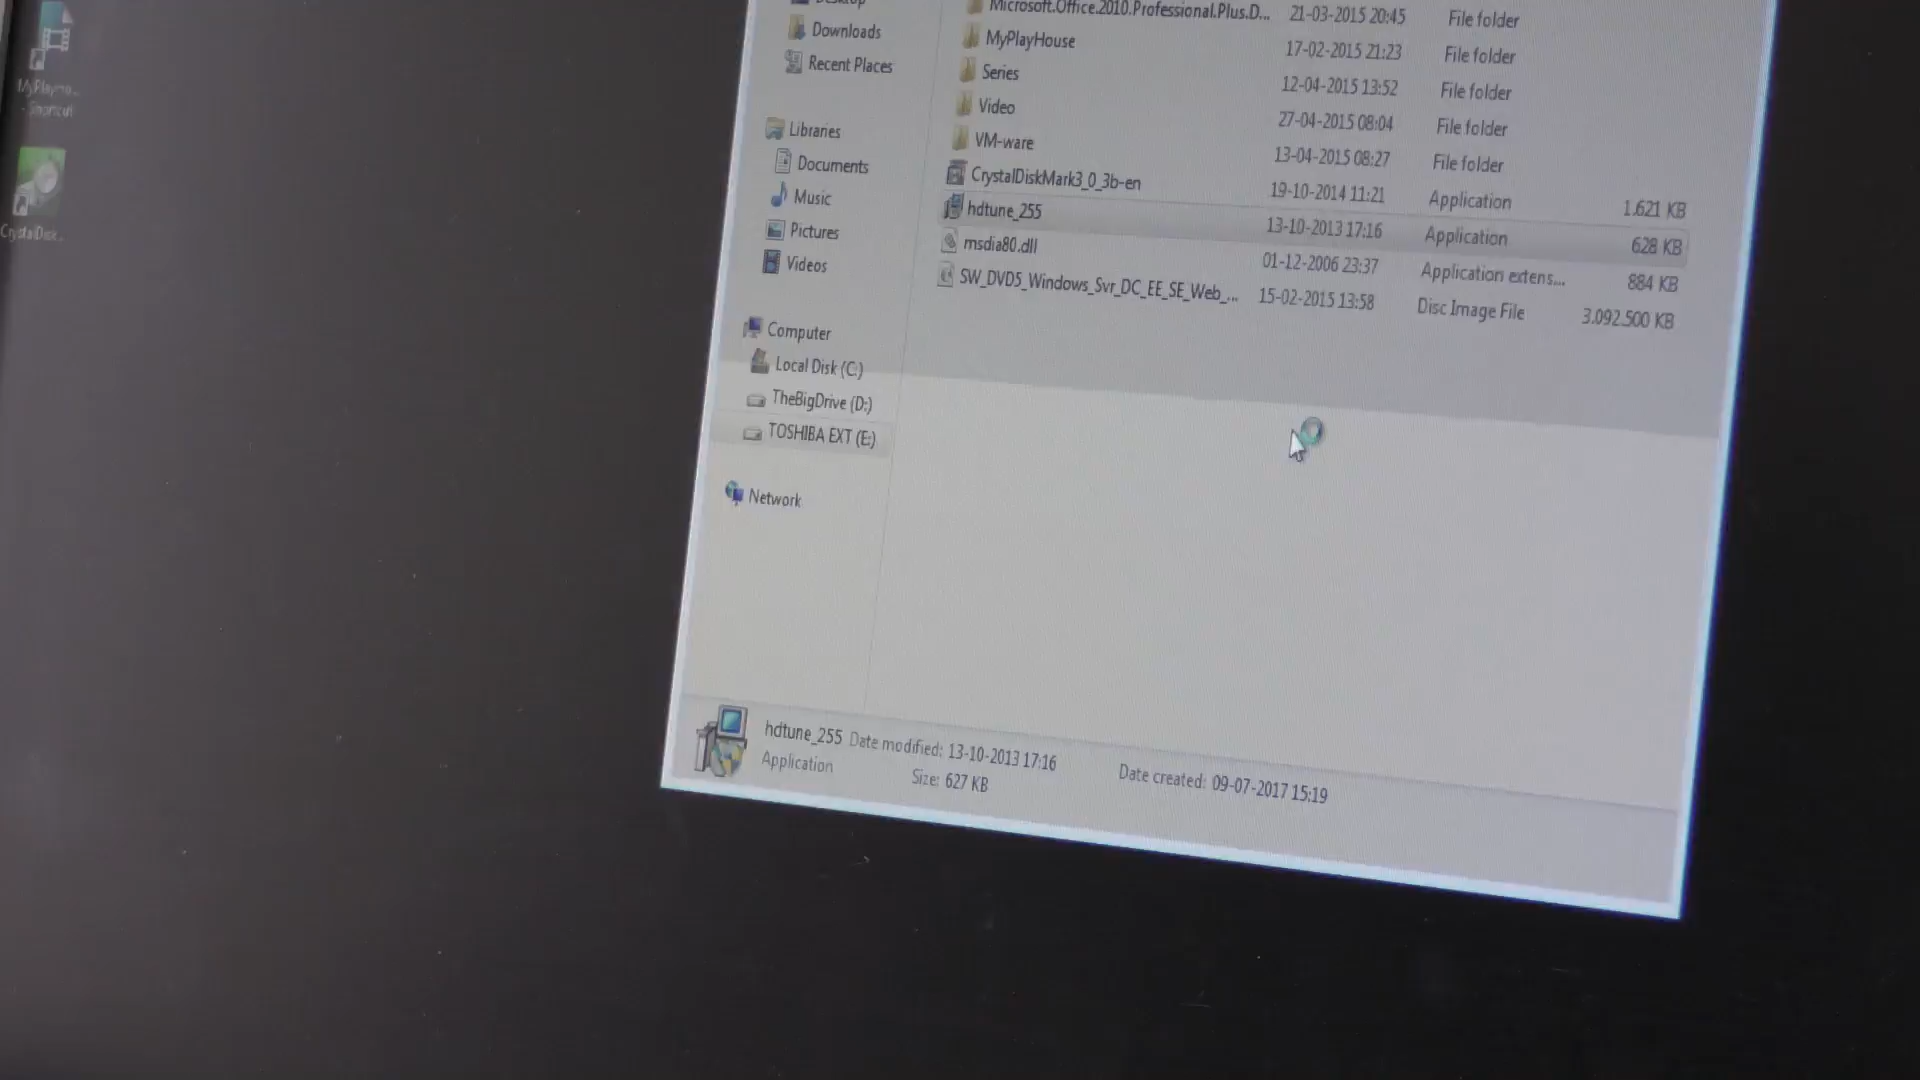 Desktop
Microsoft.Office.2010.Professional.Plus.D... 21-03-2015 20:45 File folder
Downloads
MyPlayHouse 17-02-2015 21:23 File folder
Recent Places
Series 12-04-2015 13:52 File folder
Video 27-04-2015 08:04 File folder
Libraries
VM-ware 13-04-2015 08:27 File folder
Documents
CrystalDiskMark3_0_3b-en 19-10-2014 11:21 Application 1.621 KB
Music
hdtune_255 13-10-2013 17:16 Application 628 KB
Pictures
msdia80.dll 01-12-2006 23:37 Application extens... 884 KB
Videos
SW_DVD5_Windows_Svr_DC_EE_SE_Web_... 15-02-2015 13:58 Disc Image File 3.092.500 KB
Computer
Local Disk (C:)
TheBigDrive (D:)
TOSHIBA EXT (E:)
Network
hdtune_255 Date modified: 13-10-2013 17:16 Date created: 09-07-2017 15:19
Application Size: 627 KB
- Shortcut
CrystalDisk...